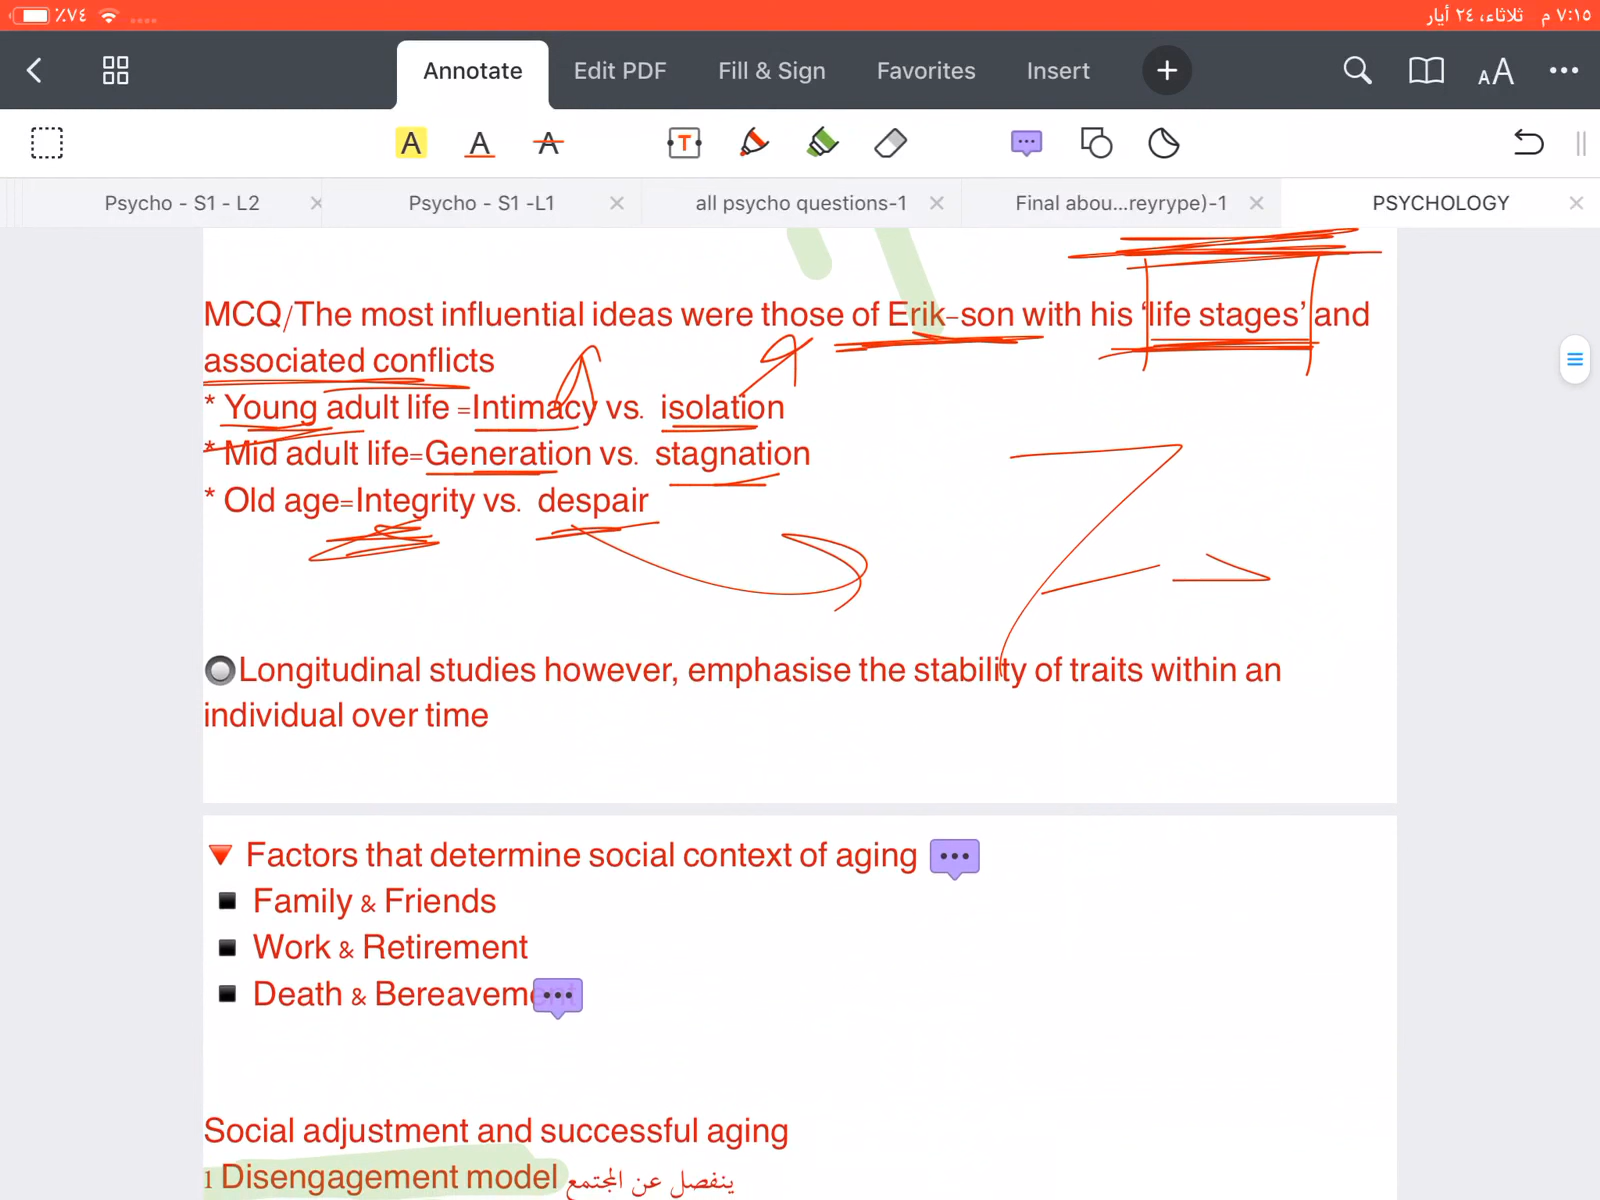 ٪٧٤
٧:١٥ م ثلاثاء، ٢٤ أيار
Annotate Edit PDF Fill & Sign Favorites Insert
AA
A A A T
Psycho - S1 - L2 Psycho - S1 -L1 all psycho questions-1 Final abou...reyrype)-1 PSYCHOLOGY
MCQ/The most influential ideas were those of Erik-son with his ‘life stages’ and
associated conflicts
* Young adult life =Intimacy vs. isolation
* Mid adult life=Generation vs. stagnation
* Old age=Integrity vs. despair
Longitudinal studies however, emphasise the stability of traits within an
individual over time
Factors that determine social context of aging
Family & Friends
Work & Retirement
Death & Bereavement
Social adjustment and successful aging
1 Disengagement model ينفصل عن المجتمع